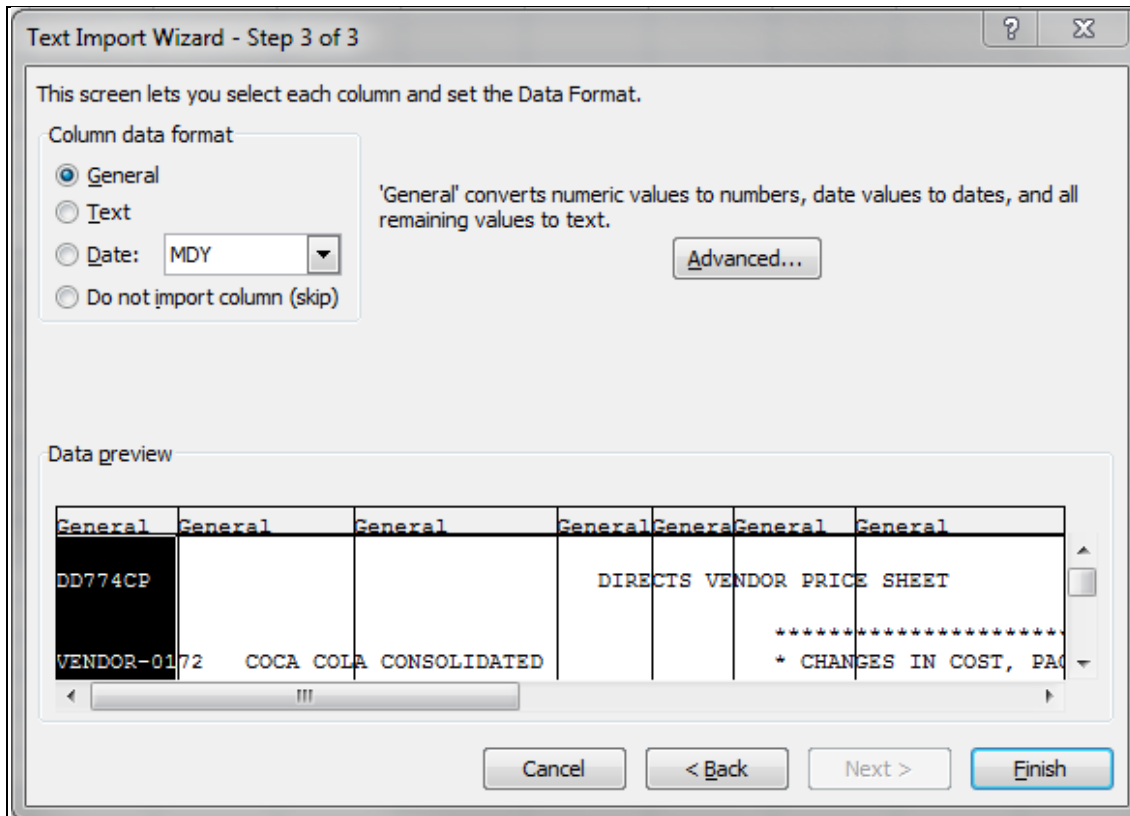 Text Import Wizard - Step 3 of 3
This screen lets you select each column and set the Data Format.
Column data format
General
Text
Date: MDY
Do not import column (skip)
'General' converts numeric values to numbers, date values to dates, and all
remaining values to text.
Advanced...
Data preview
General General General General Genera General General
DD774CP DIRECTS VENDOR PRICE SHEET
***********************
VENDOR-0172 COCA COLA CONSOLIDATED * CHANGES IN COST, PAC
Cancel < Back Next > Finish